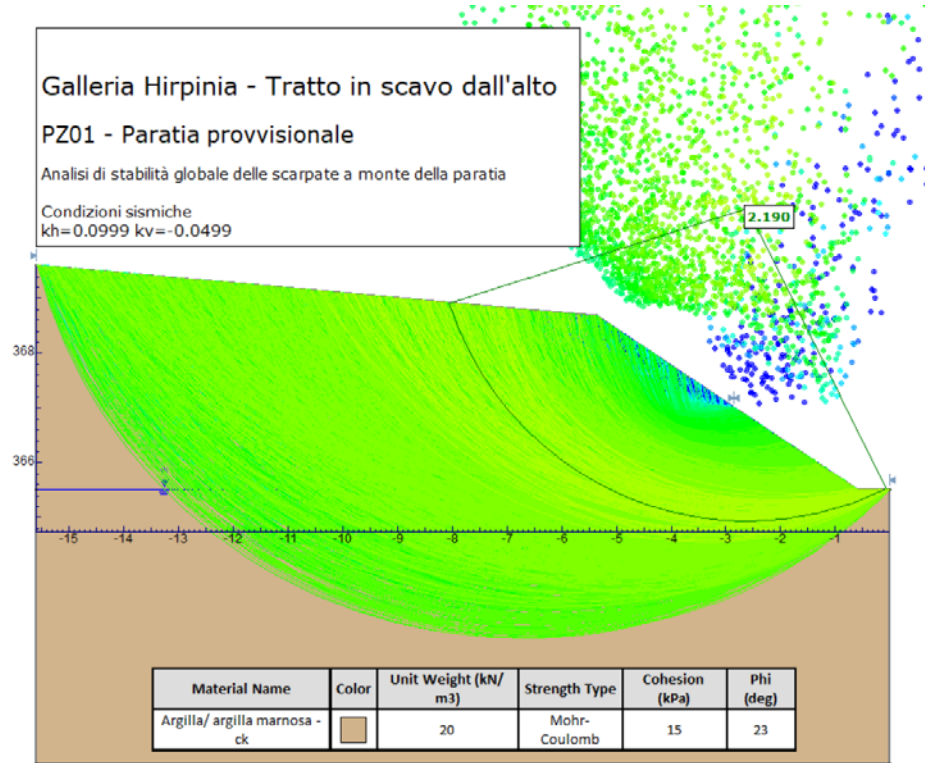 Galleria Hirpinia - Tratto in scavo dall'alto
PZ01 - Paratia provvisionale
Analisi di stabilità globale delle scarpate a monte della paratia
Condizioni sismiche
kh=0.0999 kv=-0.0499
2.190
368
366
-15 -14 -13 -12 -11 -10 -9 -8 -7 -6 -5 -4 -3 -2 -1
Material Name Color Unit Weight (kN/ m3) Strength Type Cohesion (kPa) Phi (deg)
Argilla/ argilla marnosa - ck 20 Mohr- Coulomb 15 23